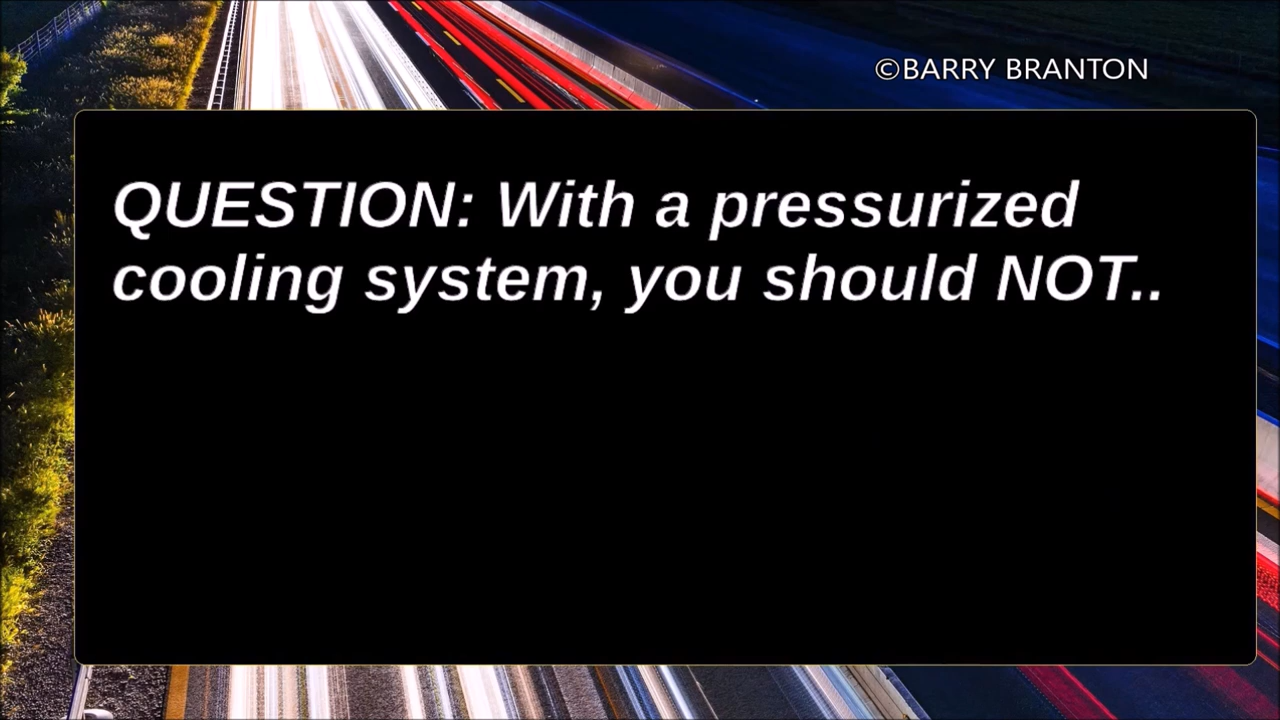 ©BARRY BRANTON
QUESTION: With a pressurized
cooling system, you should NOT..